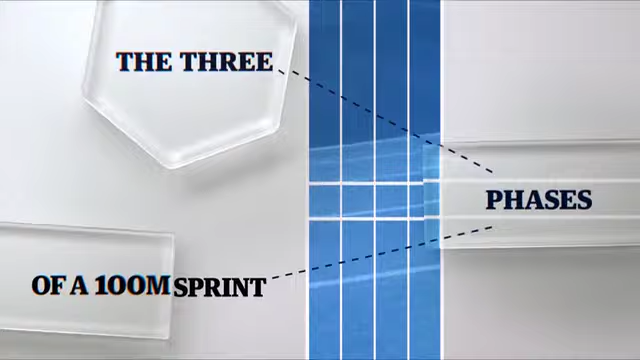 THE THREE
PHASES
OF A 100M SPRINT